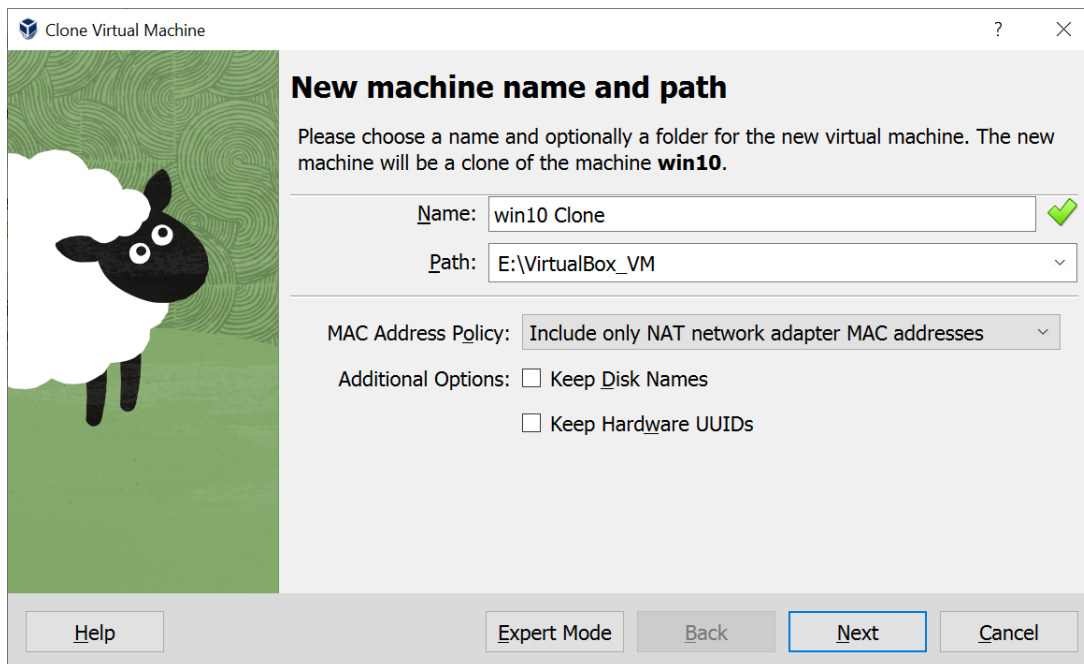 Clone Virtual Machine
?
New machine name and path
Please choose a name and optionally a folder for the new virtual machine. The new
machine will be a clone of the machine win10.
Name: win10 Clone
Path: E:\VirtualBox_VM
MAC Address Policy: Include only NAT network adapter MAC addresses
Additional Options: Keep Disk Names
Keep Hardware UUIDs
Help Expert Mode Back Next Cancel